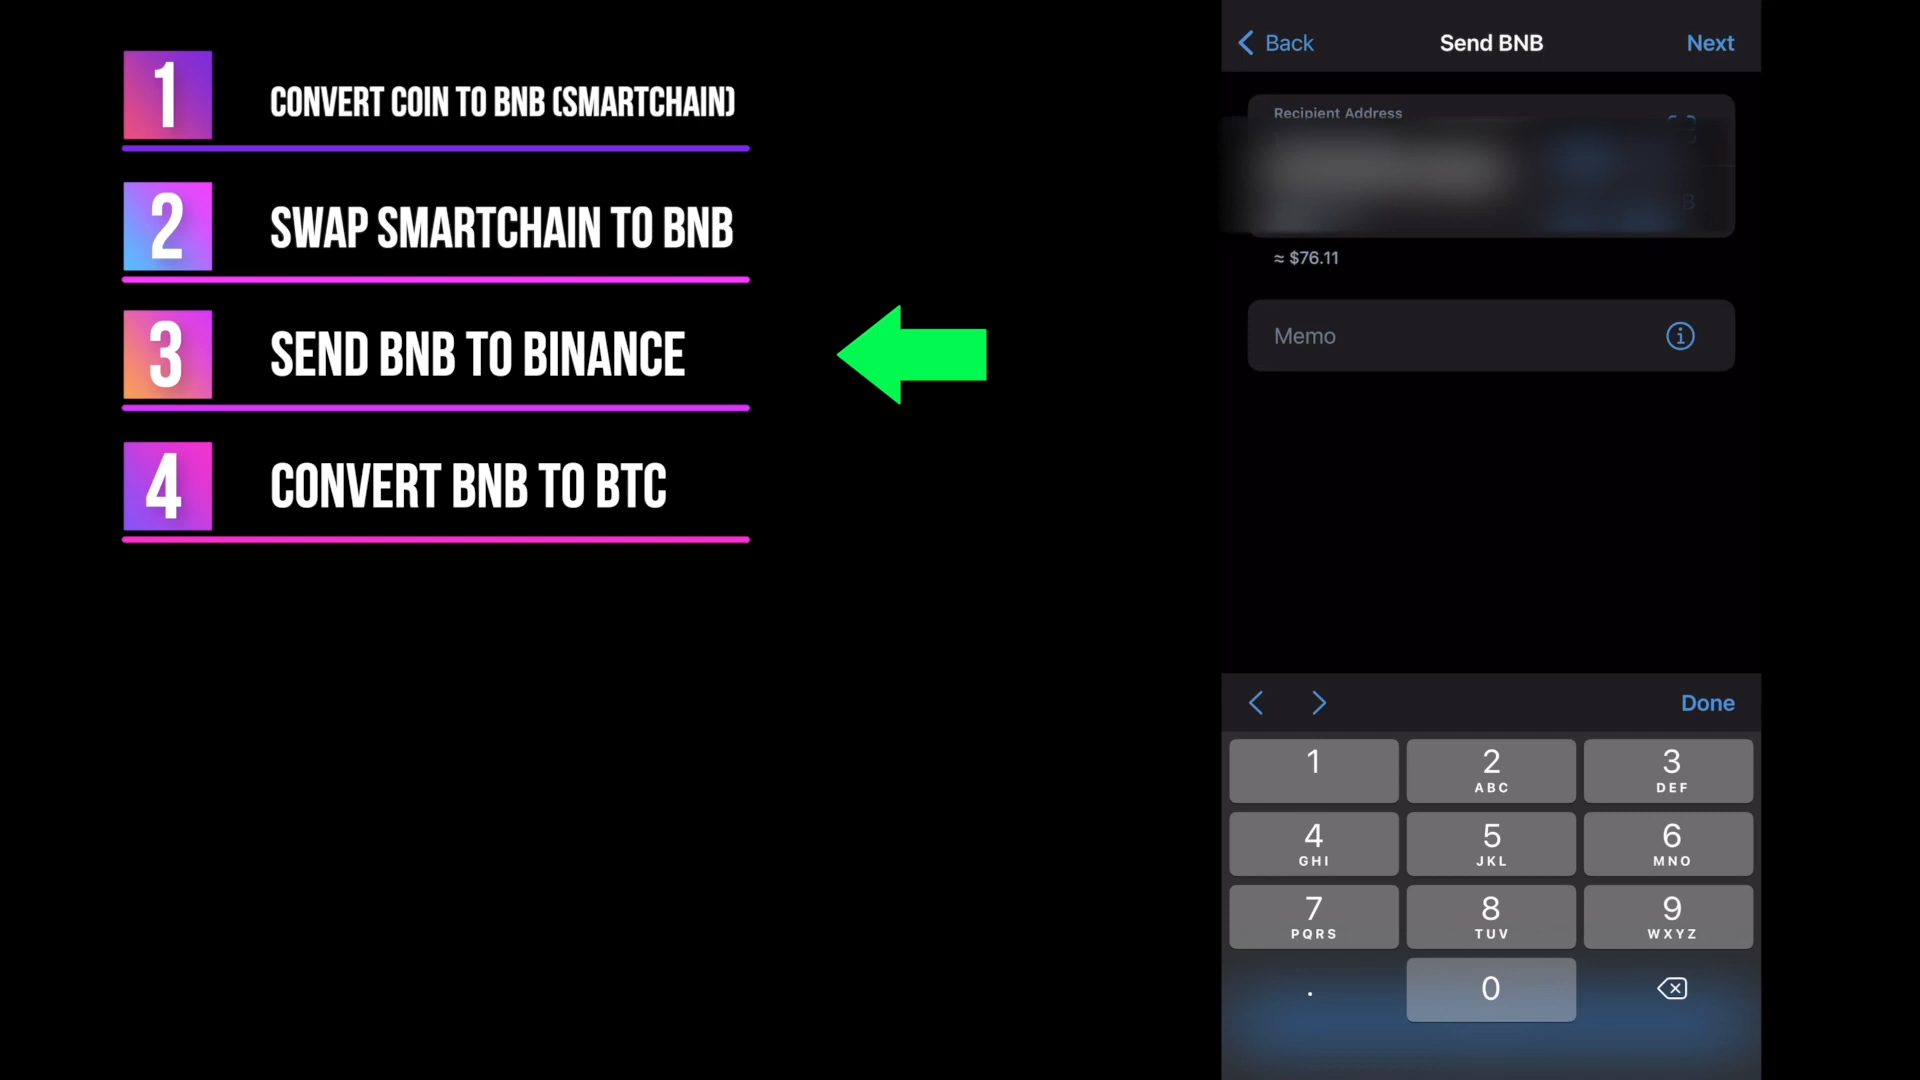 1
CONVERT COIN TO BNB (SMARTCHAIN)
2
SWAP SMARTCHAIN TO BNB
3
SEND BNB TO BINANCE
4
CONVERT BNB TO BTC
Back Send BNB Next
Recipient Address
≈ $76.11
Memo
Done
1 2 3
ABC DEF
4 5 6
GHI JKL MNO
7 8 9
PQRS TUV WXYZ
. 0